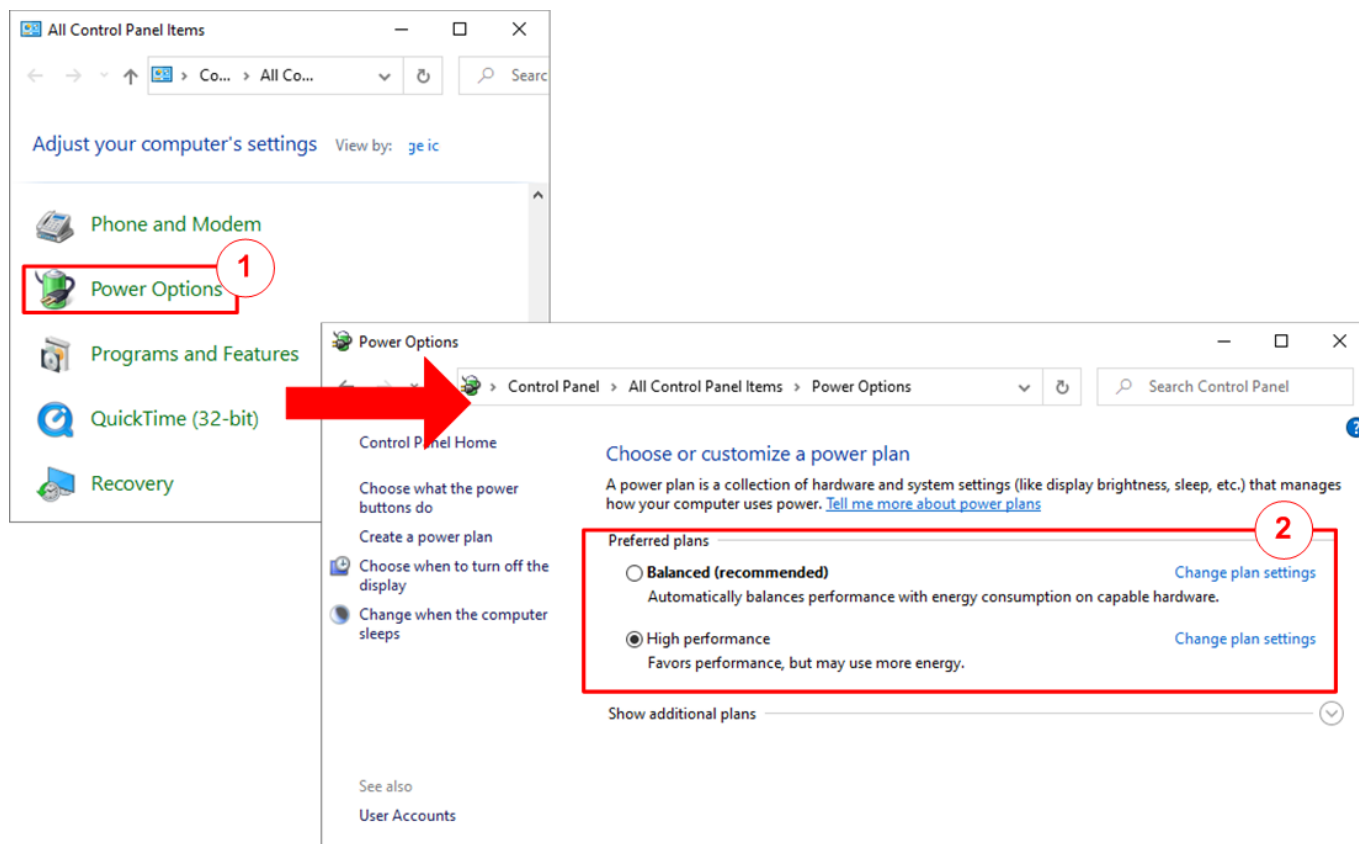 All Control Panel Items
Co... > All Co...
Searc
Adjust your computer's settings View by: ge ic
Phone and Modem
1
Power Options
Programs and Features
QuickTime (32-bit)
Recovery
Power Options
Control Panel > All Control Panel Items > Power Options
Search Control Panel
?
Control Panel Home
Choose what the power
buttons do
Create a power plan
Choose when to turn off the
display
Change when the computer
sleeps
See also
User Accounts
Choose or customize a power plan
A power plan is a collection of hardware and system settings (like display brightness, sleep, etc.) that manages
how your computer uses power. Tell me more about power plans
2
Preferred plans
Balanced (recommended) Change plan settings
Automatically balances performance with energy consumption on capable hardware.
High performance Change plan settings
Favors performance, but may use more energy.
Show additional plans